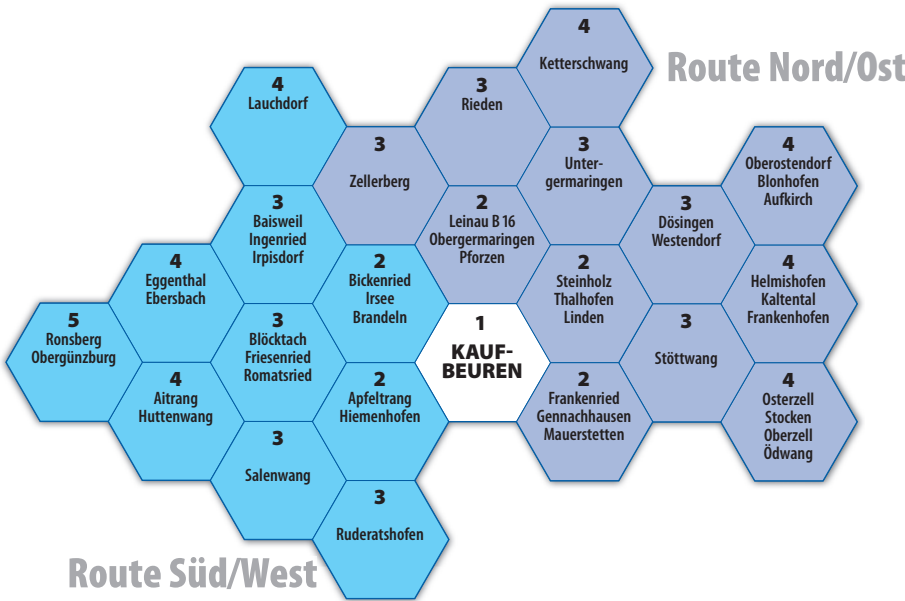 4
Ketterschwang
Route Nord/Ost
4
Lauchdorf
3
Rieden
3
Zellerberg
3
Unter-
germaringen
4
Oberostendorf
Blonhofen
Aufkirch
3
Baisweil
Ingenried
Irpisdorf
2
Leinau B 16
Obergermaringen
Pforzen
3
Dösingen
Westendorf
4
Eggenthal
Ebersbach
2
Bickenried
Irsee
Brandeln
2
Steinholz
Thalhofen
Linden
4
Helmishofen
Kaltental
Frankenhofen
5
Ronsberg
Obergünzburg
3
Blöcktach
Friesenried
Romatsried
1
KAUF-
BEUREN
3
Stöttwang
4
Aitrang
Huttenwang
2
Apfeltrang
Hiemenhofen
2
Frankenried
Gennachhausen
Mauerstetten
4
Osterzell
Stocken
Oberzell
Ödwang
3
Salenwang
3
Ruderatshofen
Route Süd/West